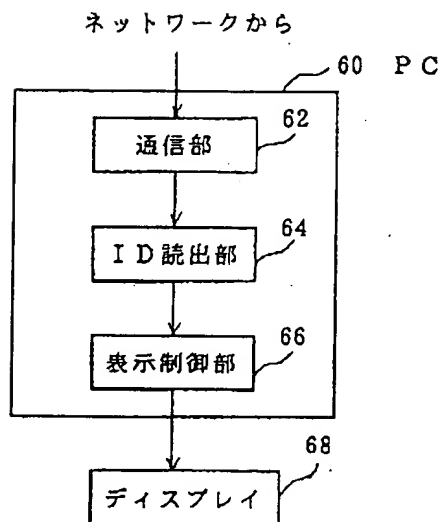 ネットワークから
60 PC
62
通信部
64
ID読出部
66
表示制御部
68
ディスプレイ